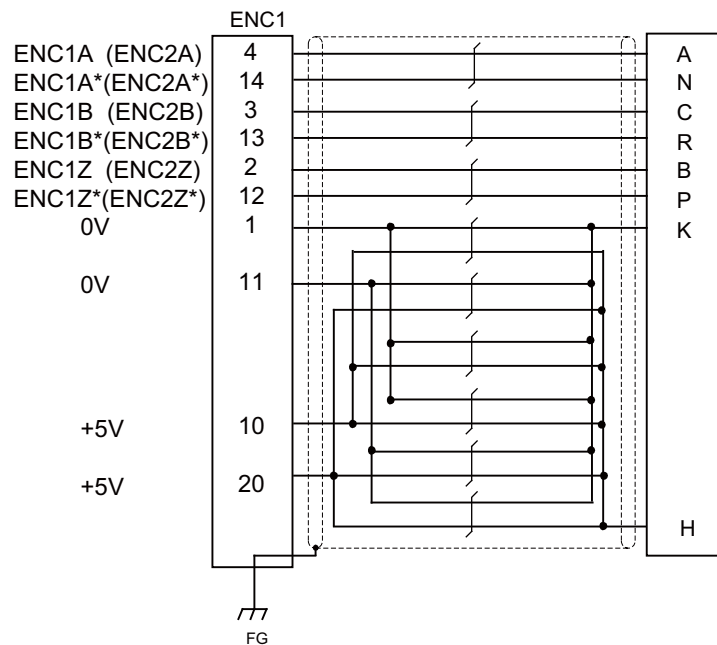 ENC1
ENC1A (ENC2A) 4 A
ENC1A*(ENC2A*) 14 N
ENC1B (ENC2B) 3 C
ENC1B*(ENC2B*) 13 R
ENC1Z (ENC2Z) 2 B
ENC1Z*(ENC2Z*) 12 P
0V 1 K
0V 11
+5V 10
+5V 20
H
FG